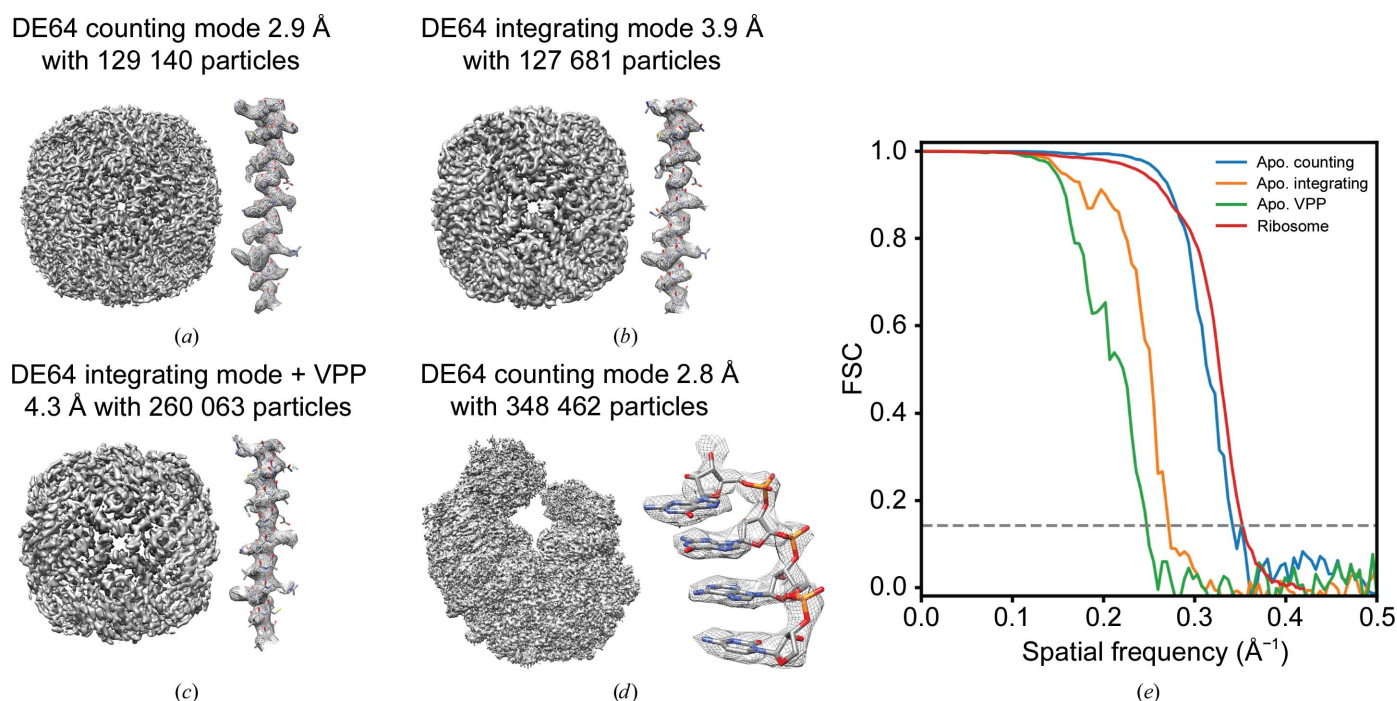 DE64 counting mode 2.9 Å
with 129 140 particles
(a)
DE64 integrating mode 3.9 Å
with 127 681 particles
(b)
DE64 integrating mode + VPP
4.3 Å with 260 063 particles
(c)
DE64 counting mode 2.8 Å
with 348 462 particles
(d)
Apo. counting
Apo. integrating
Apo. VPP
Ribosome
FSC
1.0
0.8
0.6
0.4
0.2
0.0
0.0 0.1 0.2 0.3 0.4 0.5
Spatial frequency (Å⁻¹)
(e)